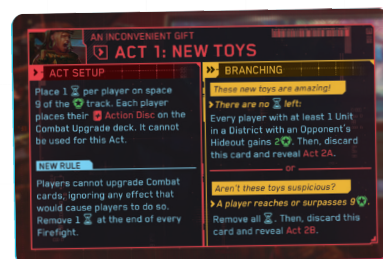 AN INCONVENIENT GIFT
ACT 1: NEW TOYS
ACT SETUP
Place 1 per player on space
9 of the track. Each player
places their Action Disc on the
Combat Upgrade deck. It cannot
be used for this Act.
NEW RULE
Players cannot upgrade Combat
cards, ignoring any effect that
would cause players to do so.
Remove 1 at the end of every
Firefight.
BRANCHING
These new toys are amazing!
There are no left:
Every player with at least 1 Unit
in a District with an Opponent's
Hideout gains 2. Then, discard
this card and reveal Act 2A.
or
Aren't these toys suspicious?
A player reaches or surpasses 9.
Remove all. Then, discard this
card and reveal Act 2B.